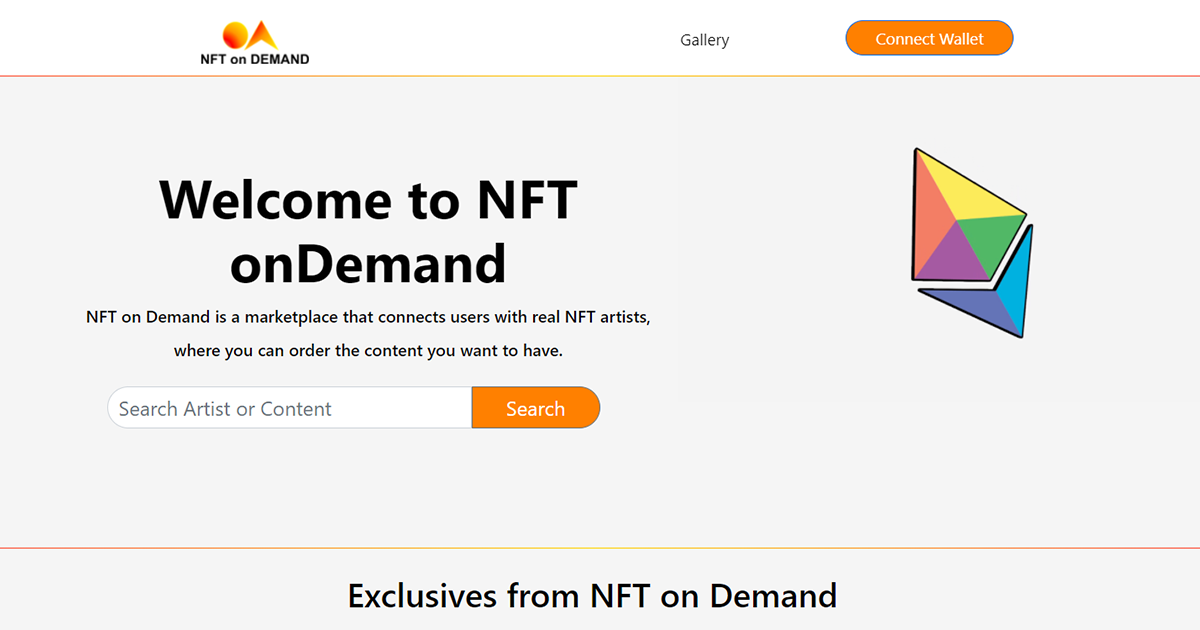 NFT on DEMAND
Gallery
Connect Wallet
Welcome to NFT
onDemand
NFT on Demand is a marketplace that connects users with real NFT artists,
where you can order the content you want to have.
Search Artist or Content
Search
Exclusives from NFT on Demand